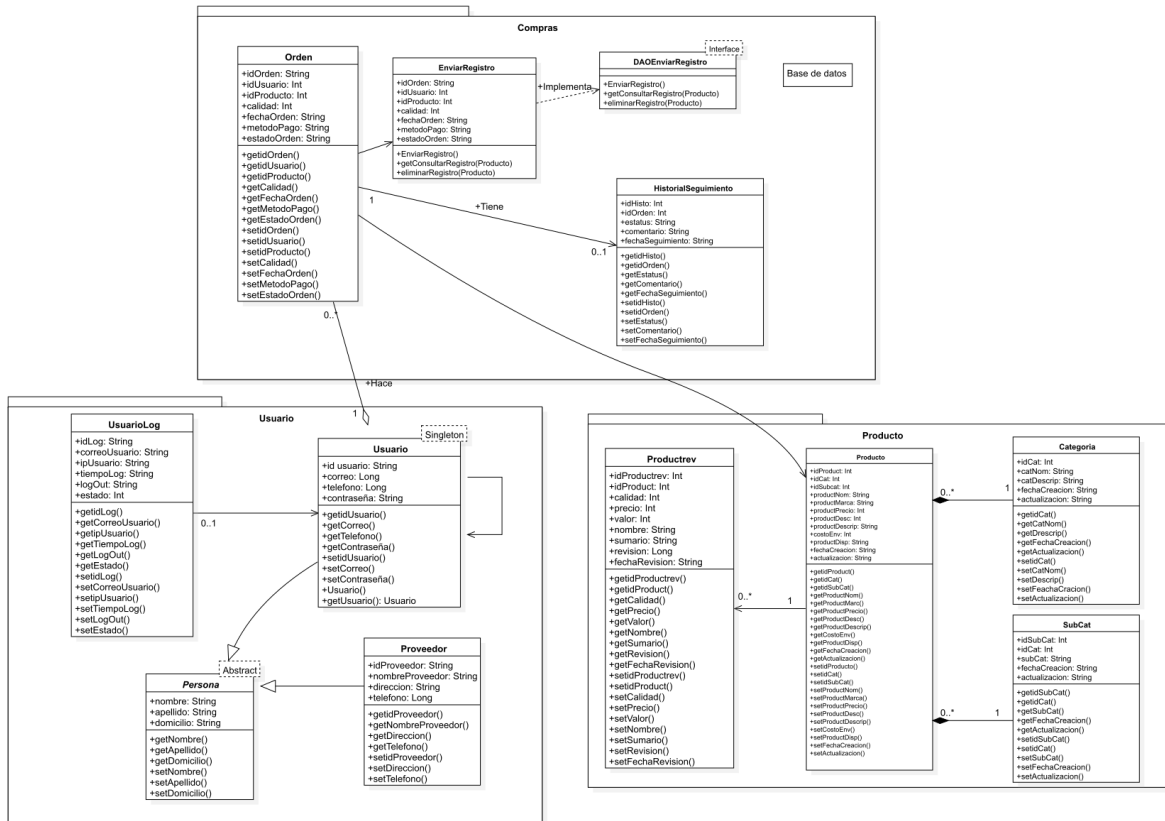 Compras
Orden
+idOrden: String
+idUsuario: Int
+idProducto: Int
+calidad: Int
+fechaOrden: String
+metodoPago: String
+estadoOrden: String
+getidOrden()
+getidUsuario()
+getidProducto()
+getCalidad()
+getFechaOrden()
+getMetodoPago()
+getEstadoOrden()
+setidOrden()
+setidUsuario()
+setidProducto()
+setCalidad()
+setFechaOrden()
+setMetodoPago()
+setEstadoOrden()
EnviarRegistro
+idOrden: String
+idUsuario: Int
+idProducto: Int
+calidad: Int
+fechaOrden: String
+metodoPago: String
+estadoOrden: String
+EnviarRegistro()
+getConsultarRegistro(Producto)
+eliminarRegistro(Producto)
+Implementa
Interface
DAOEnviarRegistro
+EnviarRegistro()
+getConsultarRegistro(Producto)
+eliminarRegistro(Producto)
Base de datos
1
+Tiene
0..1
HistorialSeguimiento
+idHisto: Int
+idOrden: Int
+estatus: String
+comentario: String
+fechaSeguimiento: String
+getidHisto()
+getidOrden()
+getEstatus()
+getComentario()
+getFechaSeguimiento()
+setidHisto()
+setidOrden()
+setEstatus()
+setComentario()
+setFechaSeguimiento()
0..*
+Hace
1
Usuario
UsuarioLog
+idLog: String
+correoUsuario: String
+ipUsuario: String
+tiempoLog: String
+logOut: String
+estado: Int
+getidLog()
+getCorreoUsuario()
+getipUsuario()
+getTiempoLog()
+getLogOut()
+getEstado()
+setidLog()
+setCorreoUsuario()
+setipUsuario()
+setTiempoLog()
+setLogOut()
+setEstado()
0..1
Singleton
Usuario
+id usuario: String
+correo: Long
+telefono: Long
+contraseña: String
+getidUsuario()
+getCorreo()
+getTelefono()
+getContraseña()
+setidUsuario()
+setCorreo()
+setContraseña()
+Usuario()
+getUsuario(): Usuario
Abstract
Persona
+nombre: String
+apellido: String
+domicilio: String
+getNombre()
+getApellido()
+getDomicilio()
+setNombre()
+setApellido()
+setDomicilio()
Proveedor
+idProveedor: String
+nombreProveedor: String
+direccion: String
+telefono: Long
+getidProveedor()
+getNombreProveedor()
+getDireccion()
+getTelefono()
+setidProveedor()
+setDireccion()
+setTelefono()
Producto
Productrev
+idProductrev: Int
+idProduct: Int
+calidad: Int
+precio: Int
+valor: Int
+nombre: String
+sumario: String
+revision: Long
+fechaRevision: String
+getidProductrev()
+getidProduct()
+getCalidad()
+getPrecio()
+getValor()
+getNombre()
+getSumario()
+getRevision()
+getFechaRevision()
+setidProductrev()
+setidProduct()
+setCalidad()
+setPrecio()
+setValor()
+setNombre()
+setSumario()
+setRevision()
+setFechaRevision()
0..*
1
Producto
+idProduct: Int
+idCat: Int
+idSubcat: Int
+productNom: String
+productMarca: String
+productPrecio: Int
+productDesc: Int
+productDescrip: String
+costoEnv: Int
+productDisp: String
+fechaCreacion: String
+actualizacion: String
+getidProduct()
+getidCat()
+getidSubCat()
+getProductNom()
+getProductMarc()
+getProductPrecio()
+getProductDesc()
+getProductDescrip()
+getCostoEnv()
+getProductDisp()
+getFechaCreacion()
+getActualizacion()
+setidProducto()
+setidCat()
+setidSubCat()
+setProductNom()
+setProductMarca()
+setProductPrecio()
+setProductDesc()
+setProductDescrip()
+setCostoEnv()
+setProductDisp()
+setFechaCreacion()
+setActualizacion()
0..*
1
Categoria
+idCat: Int
+catNom: String
+catDescrip: String
+fechaCreacion: String
+actualizacion: String
+getidCat()
+getCatNom()
+getDrescrip()
+getFechaCreacion()
+getActualizacion()
+setidCat()
+setCatNom()
+setDescrip()
+setFeachaCreacion()
+setActualizacion()
0..*
1
SubCat
+idSubCat: Int
+idCat: Int
+subCat: String
+fechaCreacion: String
+actualizacion: String
+getidSubCat()
+getidCat()
+getSubCat()
+getFechaCreacion()
+getActualizacion()
+setidSubCat()
+setidCat()
+setSubCat()
+setFechaCreacion()
+setActualizacion()